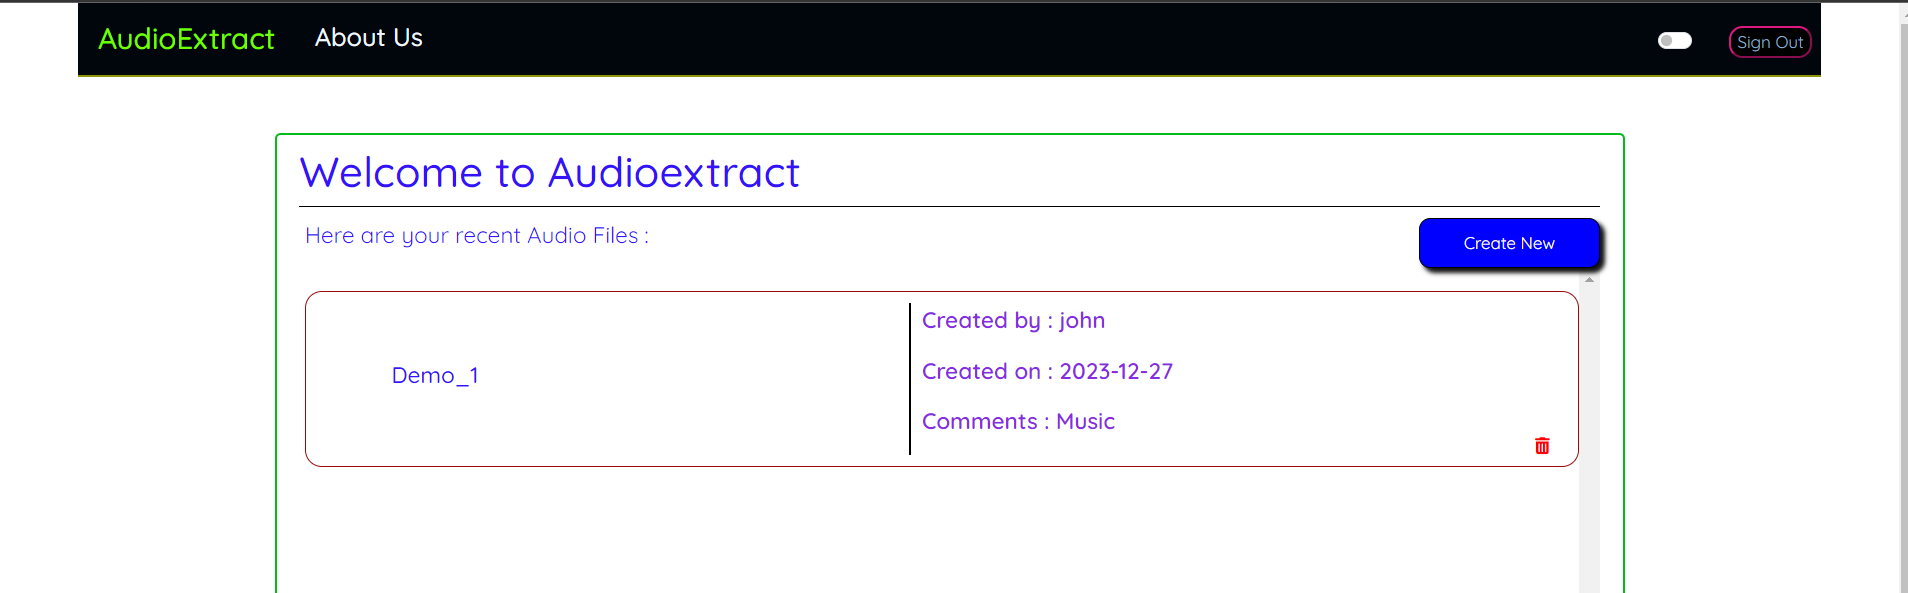 AudioExtract About Us Sign Out
Welcome to Audioextract
Here are your recent Audio Files :
Create New
Demo_1
Created by : john
Created on : 2023-12-27
Comments : Music